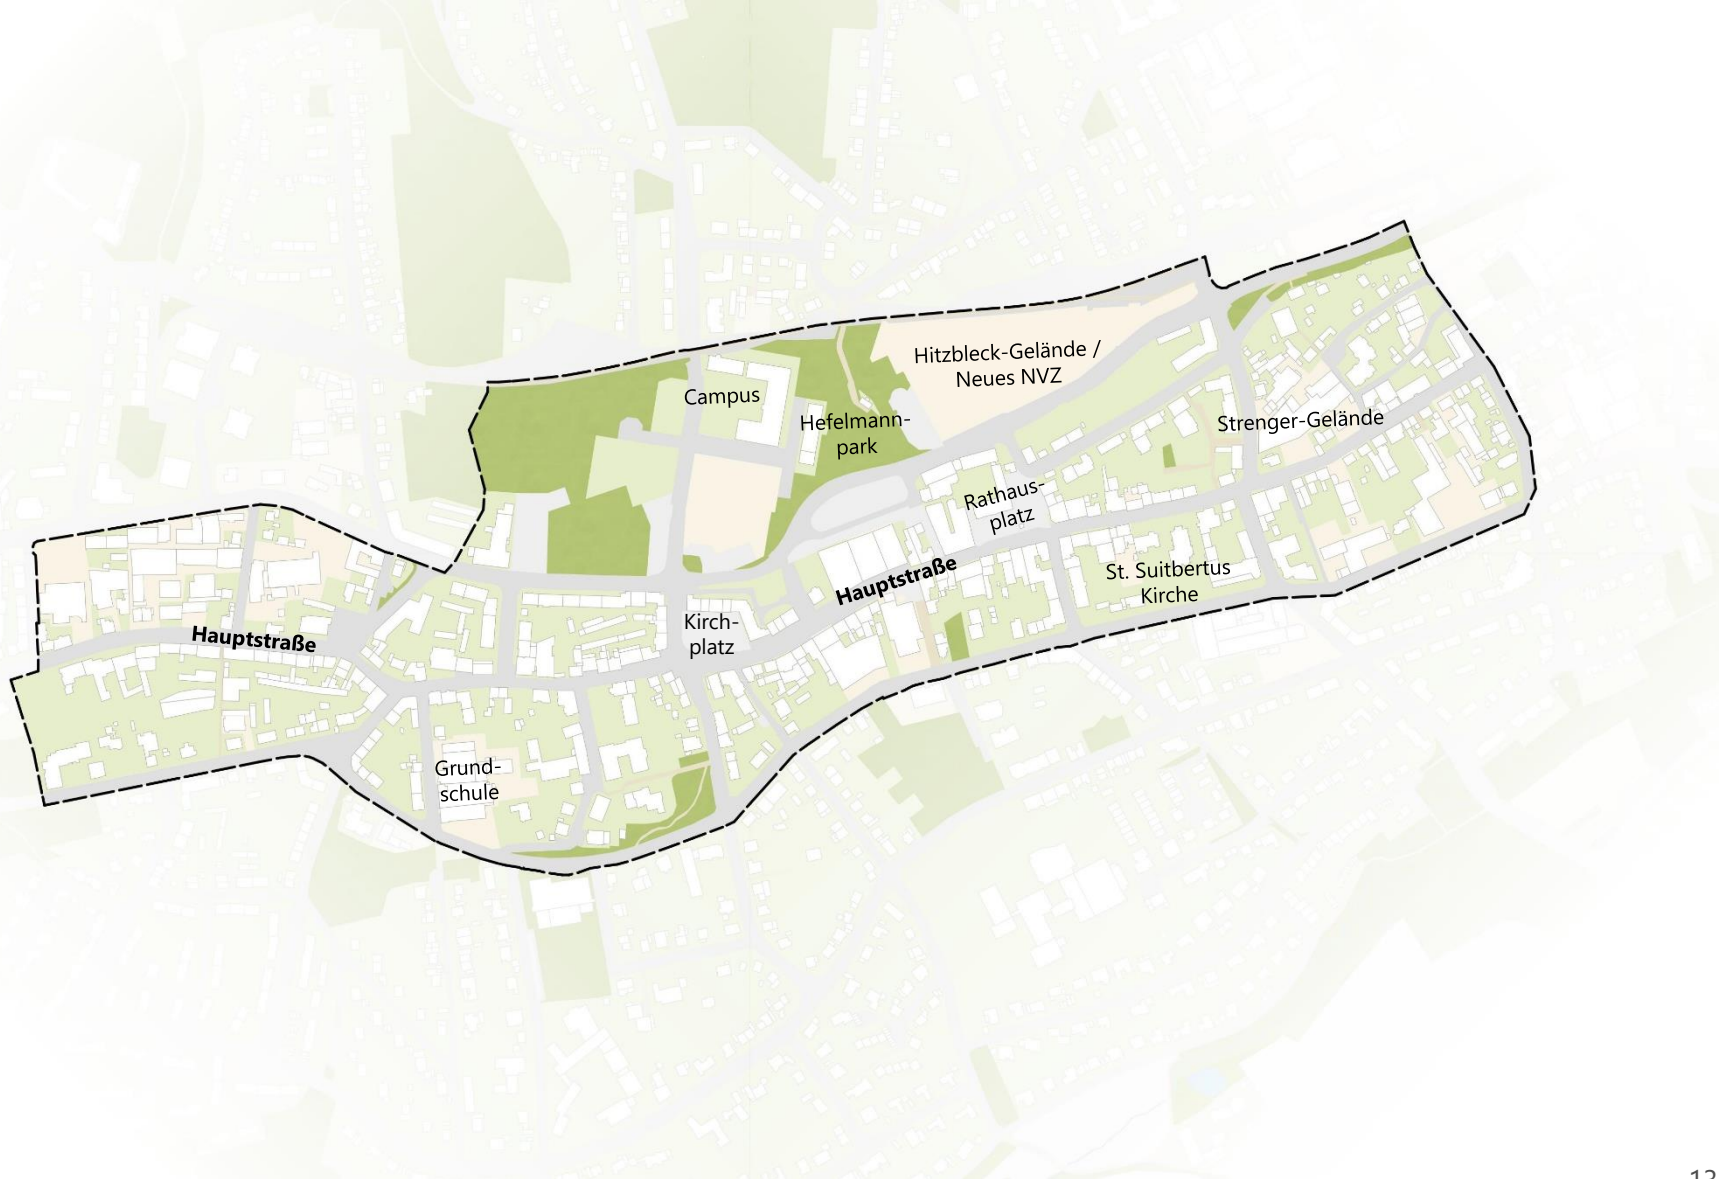 Hitzbleck-Gelände /
Neues NVZ
Campus
Hefelmann-
park
Strenger-Gelände
Rathaus-
platz
Hauptstraße
St. Suitbertus
Kirche
Kirch-
platz
Hauptstraße
Grund-
schule